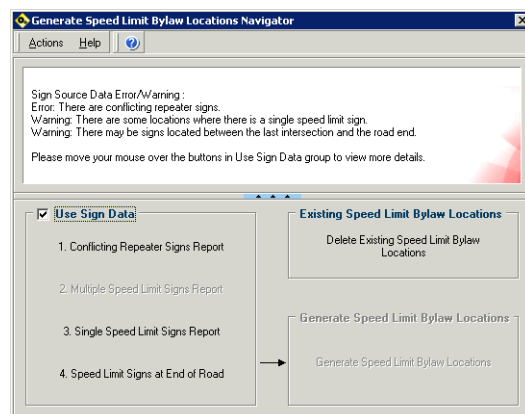 Generate Speed Limit Bylaw Locations Navigator
Actions Help
Sign Source Data Error/Warning :
Error: There are conflicting repeater signs.
Warning: There are some locations where there is a single speed limit sign.
Warning: There may be signs located between the last intersection and the road end.
Please move your mouse over the buttons in Use Sign Data group to view more details.
Use Sign Data
1. Conflicting Repeater Signs Report
2. Multiple Speed Limit Signs Report
3. Single Speed Limit Signs Report
4. Speed Limit Signs at End of Road
Existing Speed Limit Bylaw Locations
Delete Existing Speed Limit Bylaw
Locations
Generate Speed Limit Bylaw Locations
Generate Speed Limit Bylaw Locations